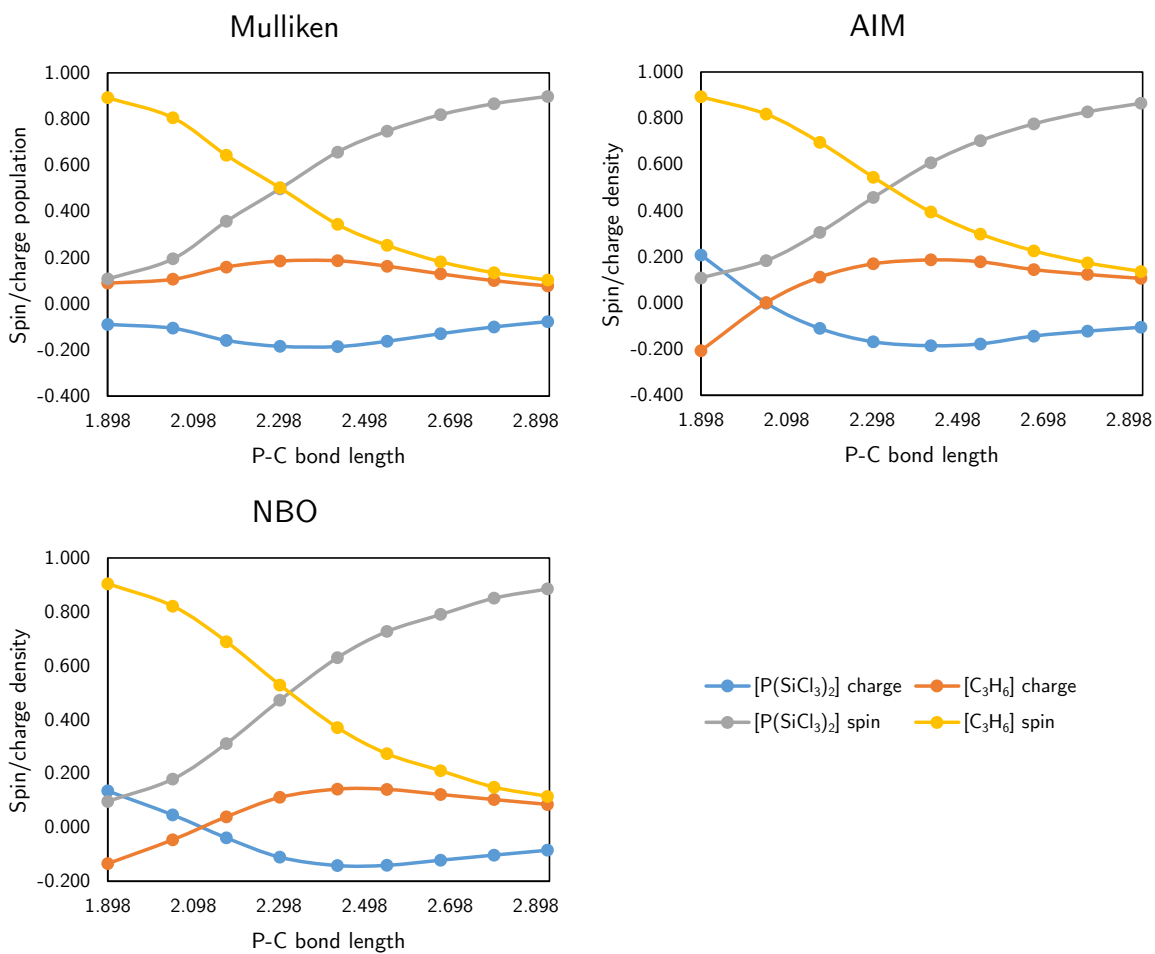 Mulliken
1.000
0.800
0.600
0.400
0.200
0.000
-0.200
-0.400
Spin/charge population
1.898 2.098 2.298 2.498 2.698 2.898
P-C bond length
AIM
1.000
0.800
0.600
0.400
0.200
0.000
-0.200
-0.400
Spin/charge density
1.898 2.098 2.298 2.498 2.698 2.898
P-C bond length
NBO
1.000
0.800
0.600
0.400
0.200
0.000
-0.200
Spin/charge density
1.898 2.098 2.298 2.498 2.698 2.898
P-C bond length
[P(SiCl₃)₂] charge [C₃H₆] charge
[P(SiCl₃)₂] spin [C₃H₆] spin